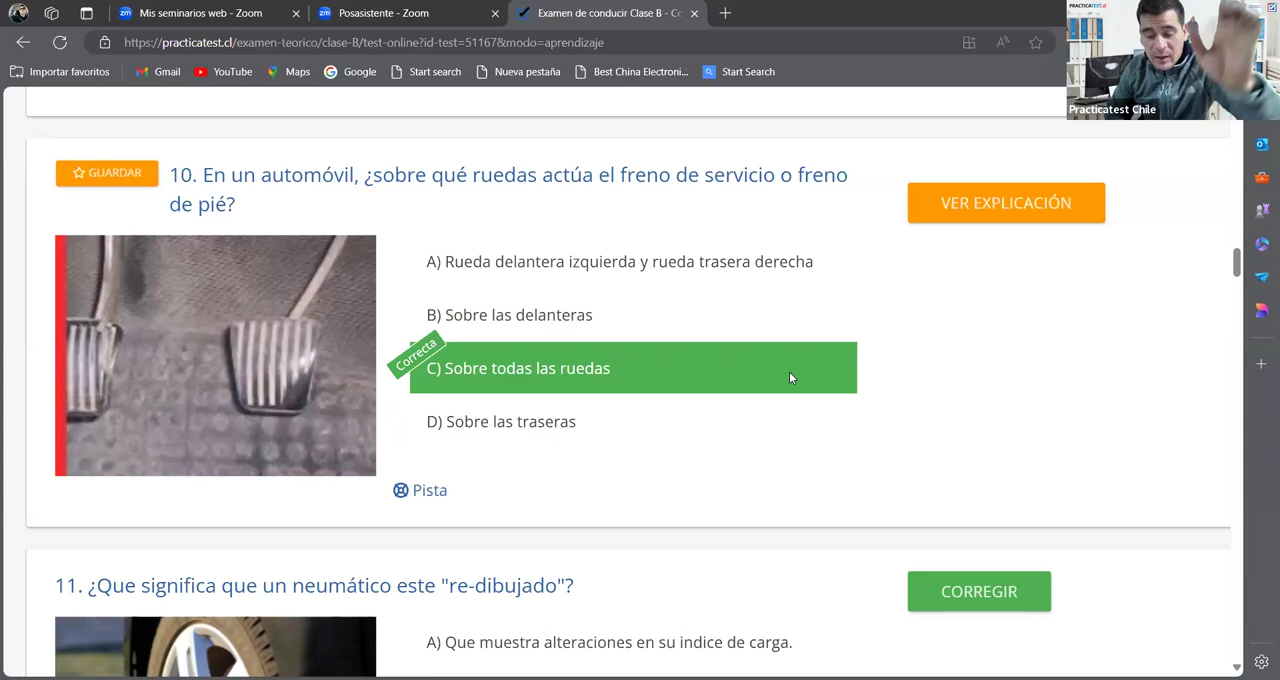 Mis seminarios web - Zoom
Posasistente - Zoom
Examen de conducir Clase B - Co
https://practicatest.cl/examen-teorico/clase-B/test-online?id-test=51167&modo=aprendizaje
Importar favoritos
Gmail
YouTube
Maps
Google
Start search
Nueva pestaña
Best China Electroni...
Start Search
PRACTICATEST.cl
Practicatest Chile
GUARDAR
10. En un automóvil, ¿sobre qué ruedas actúa el freno de servicio o freno
de pié?
VER EXPLICACIÓN
A) Rueda delantera izquierda y rueda trasera derecha
B) Sobre las delanteras
Correcta
C) Sobre todas las ruedas
D) Sobre las traseras
Pista
11. ¿Que significa que un neumático este "re-dibujado"?
CORREGIR
A) Que muestra alteraciones en su indice de carga.